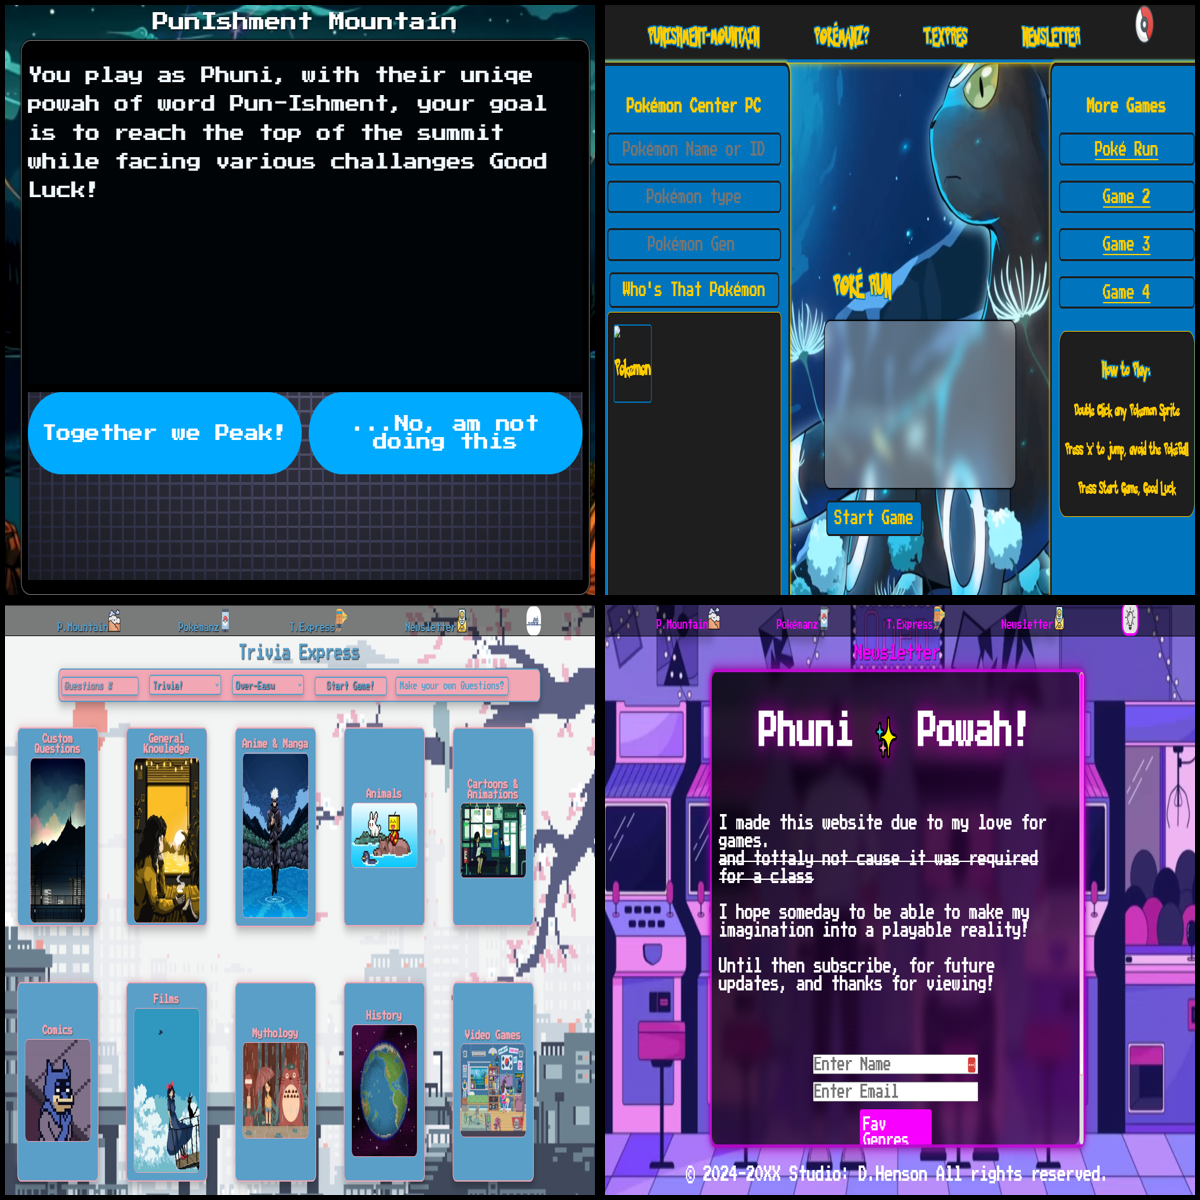 PunIshment Mountain
You play as Phuni, with their uniqe
powah of word Pun-Ishment, your goal
is to reach the top of the summit
while facing various challanges Good
Luck!
Together we Peak!
...No, am not
doing this
PUNISHMENT-MOUNTAIN
POKÉMANZ?
T.EXPRES
NEWSLETTER
Pokémon Center PC
Pokémon Name or ID
Pokémon type
Pokémon Gen
Who's That Pokémon
Pokemon
POKÉ RUN
Start Game
More Games
Poké Run
Game 2
Game 3
Game 4
How to Play:
Double Click any Pokemon Sprite
Press 'x' to jump, avoid the PokéBall
Press Start Game, Good Luck
P.Mountain
Pokémanz
T.Express
Newsletter
Trivia Express
Questions #
Trivia!
Over-Easy
Start Game!
Make your own Questions?
Custom
Questions
General
Knowledge
Anime & Manga
Animals
Cartoons &
Animations
Comics
Films
Mythology
History
Video Games
P.Mountain
Pokémanz
T.Express
Newsletter
Newsletter
Phuni ✨ Powah!
I made this website due to my love for
games.
and tottaly not cause it was required
for a class
I hope someday to be able to make my
imagination into a playable reality!
Until then subscribe, for future
updates, and thanks for viewing!
Enter Name
Enter Email
Fav
Genres
© 2024-20XX Studio: D.Henson All rights reserved.